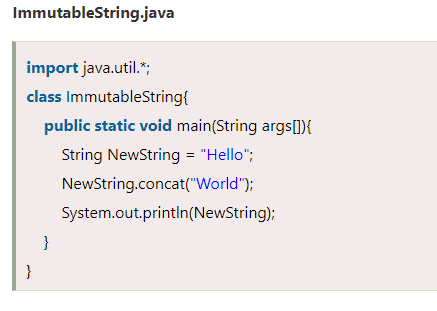 ImmutableString.java
import java.util.*;
class ImmutableString{
public static void main(String args[]){
String NewString = "Hello";
NewString.concat("World");
System.out.println(NewString);
}
}